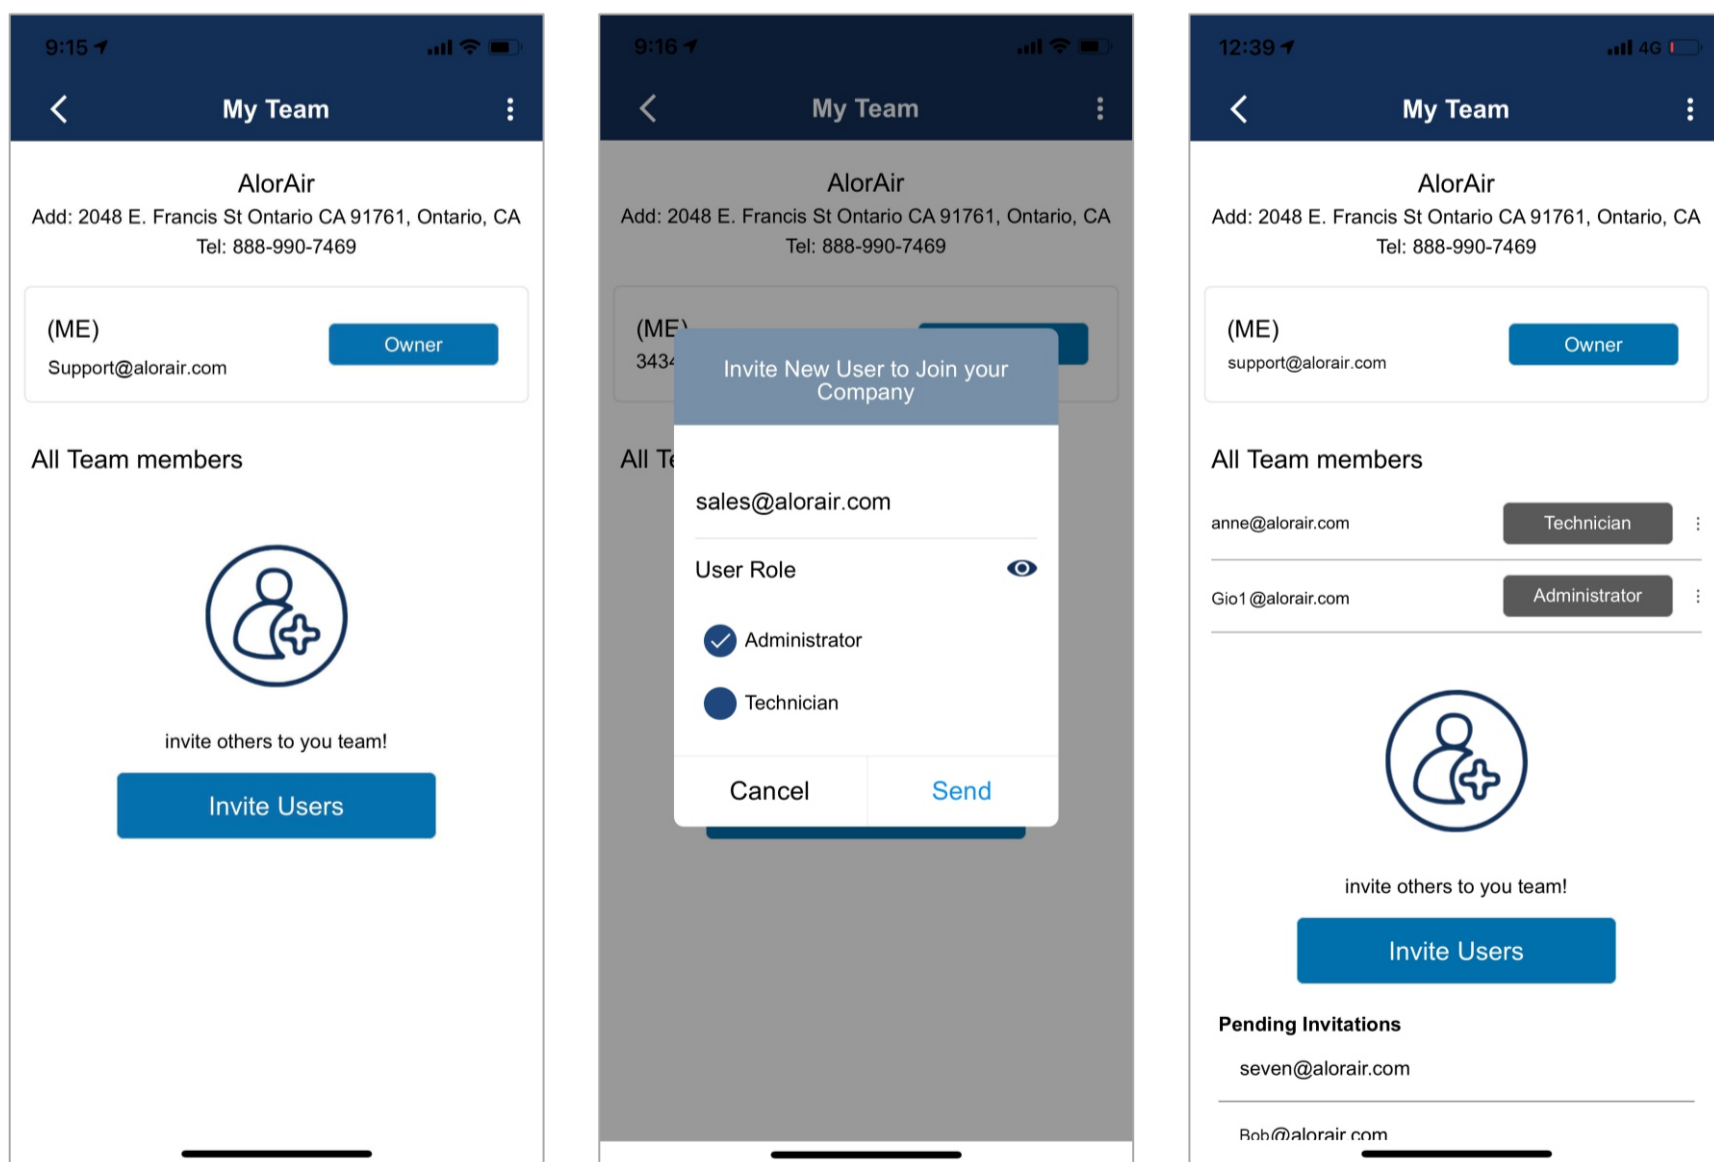 9:15
My Team
AlorAir
Add: 2048 E. Francis St Ontario CA 91761, Ontario, CA
Tel: 888-990-7469
(ME)
Owner
Support@alorair.com
All Team members
invite others to you team!
Invite Users
9:16
My Team
AlorAir
Add: 2048 E. Francis St Ontario CA 91761, Ontario, CA
Tel: 888-990-7469
(ME)
3434
All Te
Invite New User to Join your
Company
sales@alorair.com
User Role
Administrator
Technician
Cancel
Send
12:39
4G
My Team
AlorAir
Add: 2048 E. Francis St Ontario CA 91761, Ontario, CA
Tel: 888-990-7469
(ME)
Owner
support@alorair.com
All Team members
anne@alorair.com
Technician
Gio1@alorair.com
Administrator
invite others to you team!
Invite Users
Pending Invitations
seven@alorair.com
Bob@alorair.com